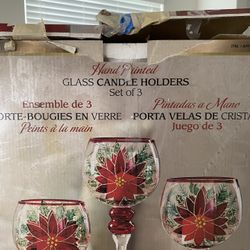 Hand Painted
GLASS CANDLE HOLDERS
Set of 3
Ensemble de 3
PORTE-BOUGIES EN VERRE
Peints à la main
Pintadas a Mano
PORTA VELAS DE CRISTA
Juego de 3